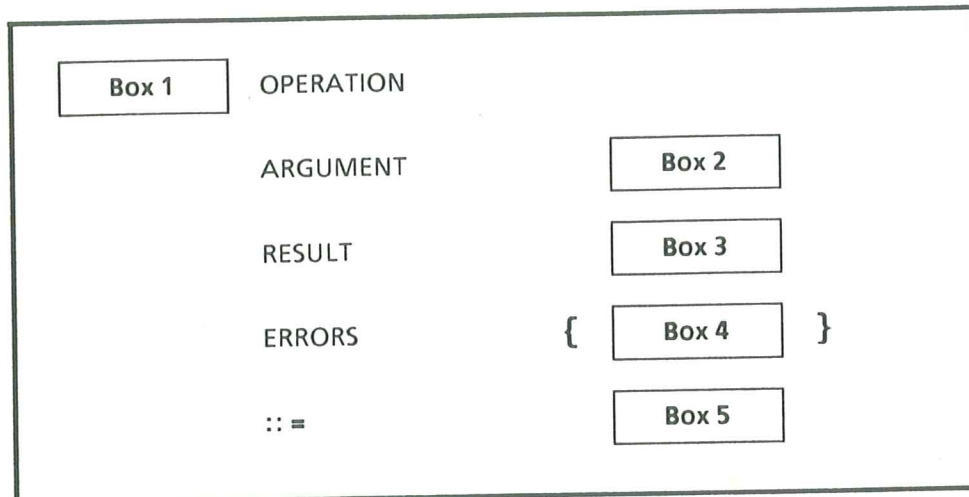 Box 1 OPERATION
ARGUMENT Box 2
RESULT Box 3
ERRORS { Box 4 }
::= Box 5